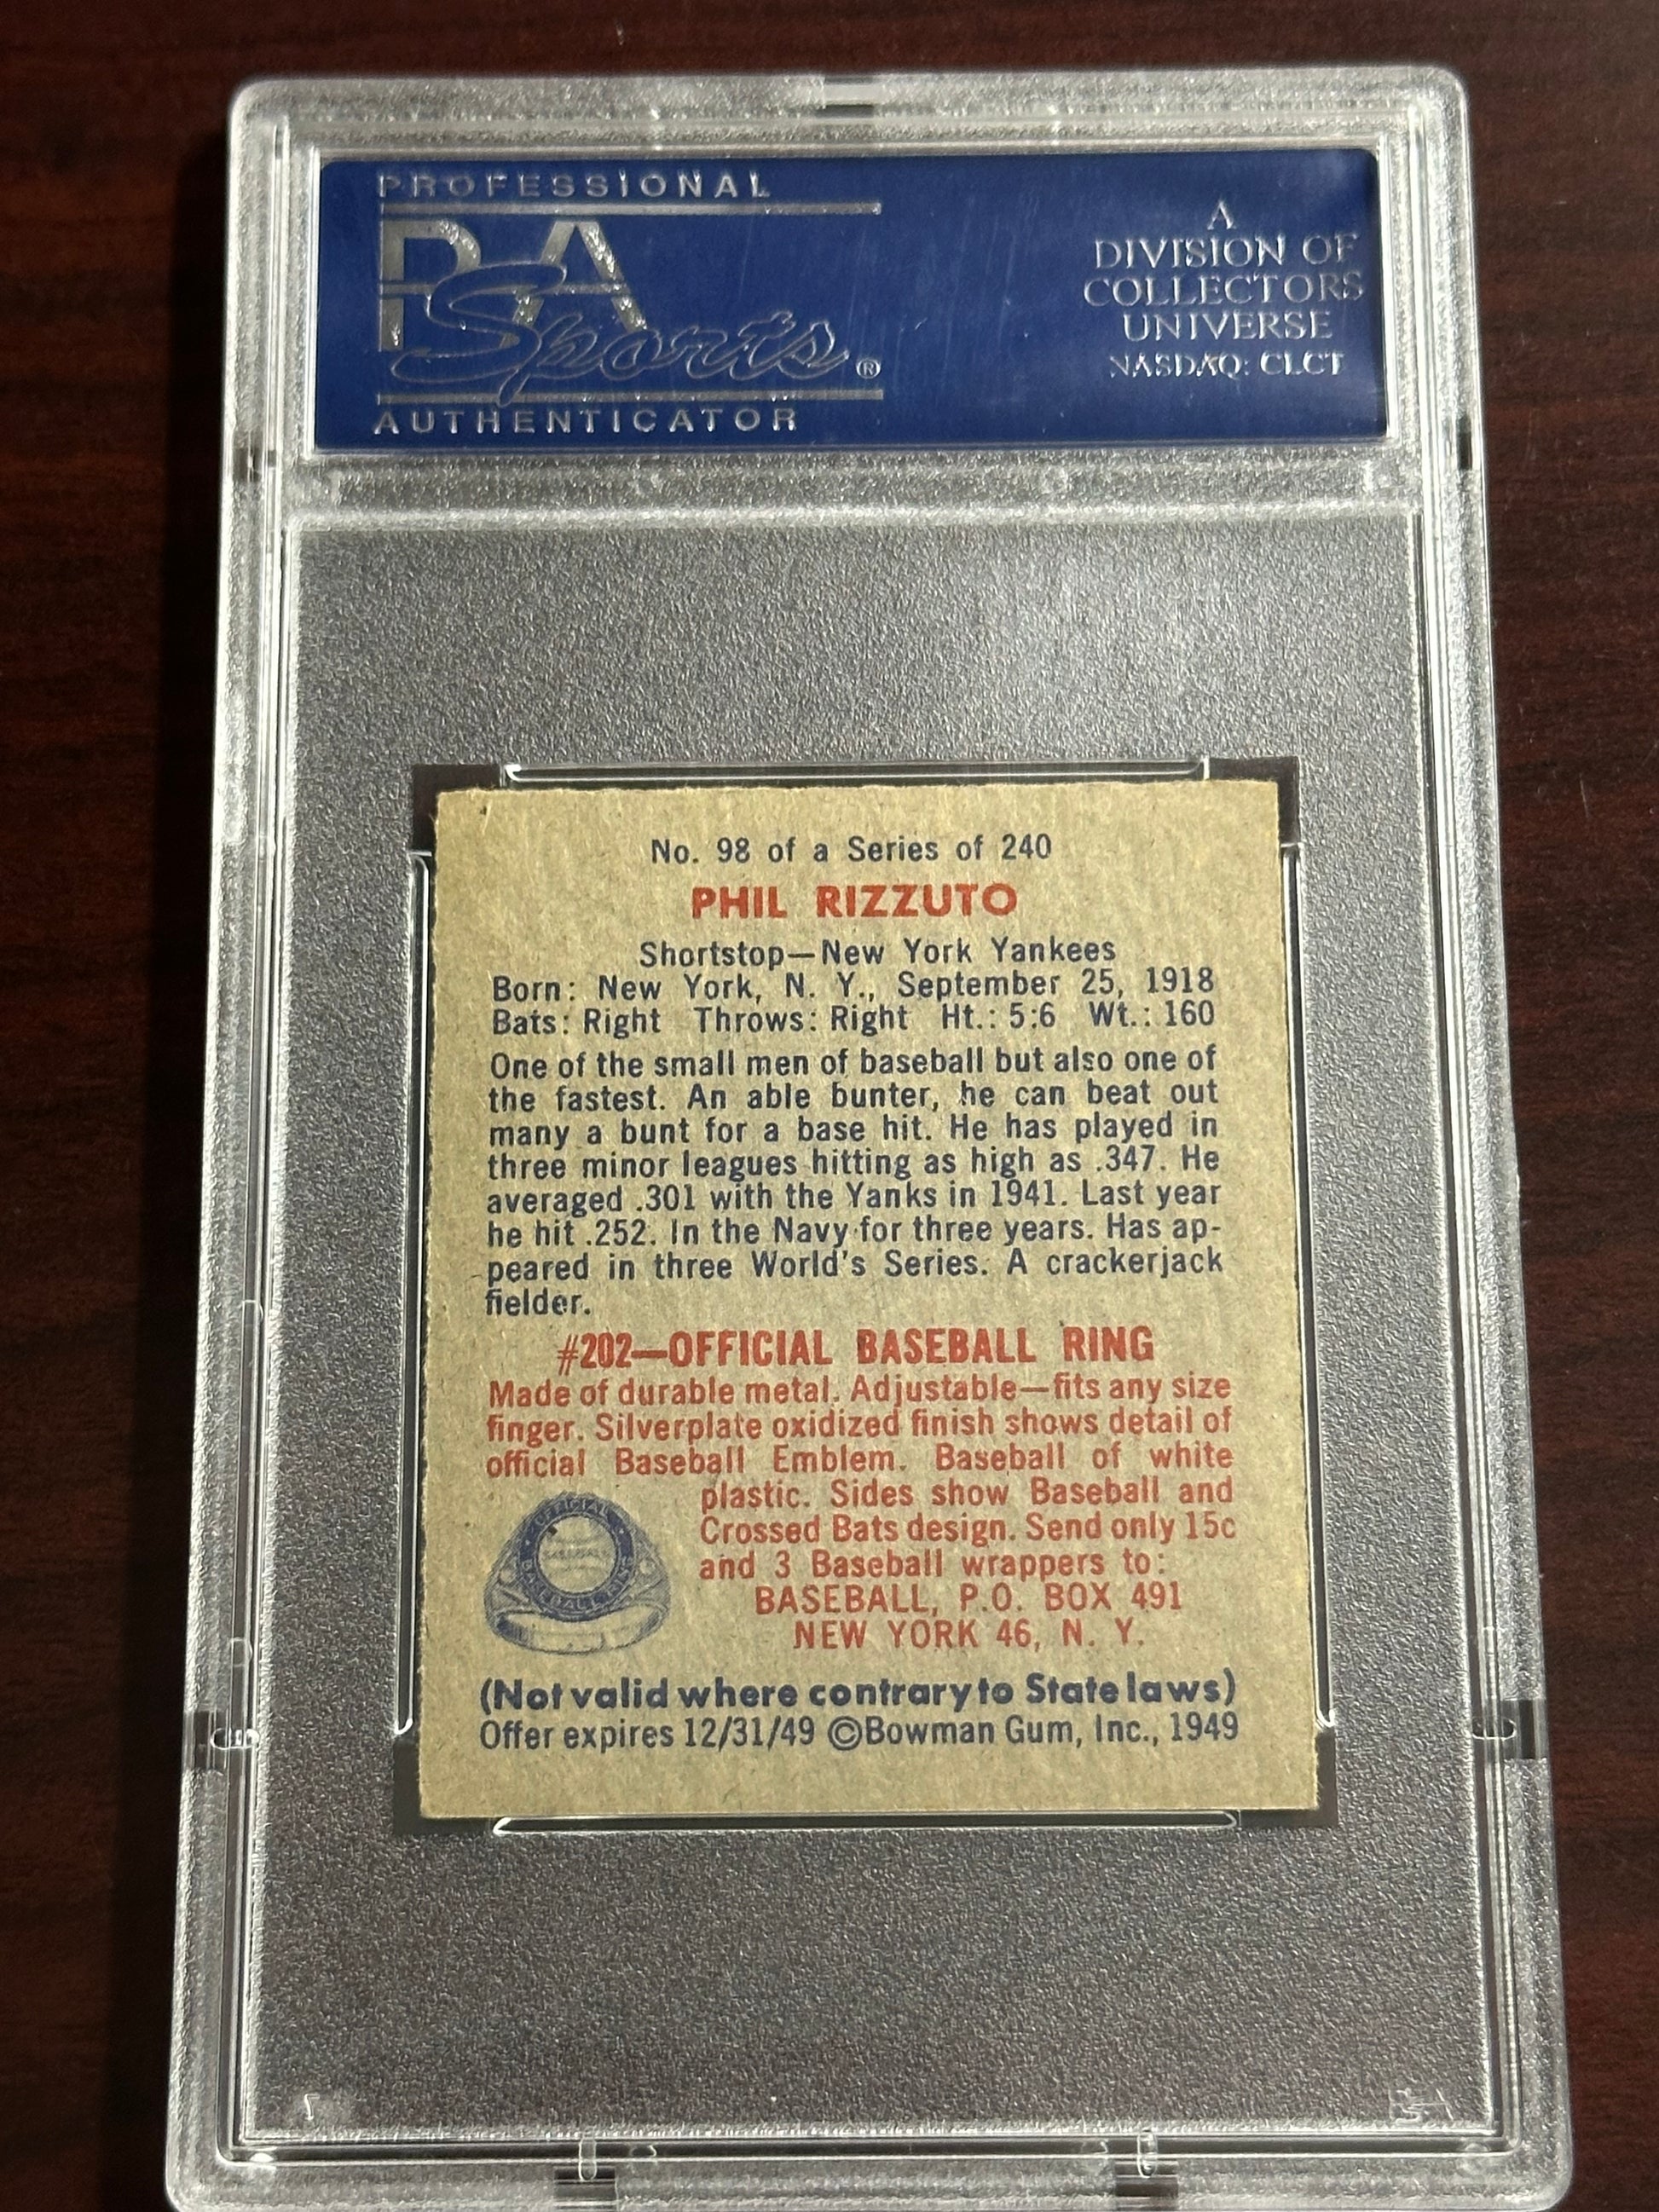 PROFESSIONAL
PSA
Sports®
AUTHENTICATOR
A
DIVISION OF
COLLECTORS
UNIVERSE
NASDAQ: CLCT
No. 98 of a Series of 240
PHIL RIZZUTO
Shortstop—New York Yankees
Born: New York, N. Y., September 25, 1918
Bats: Right Throws: Right Ht.: 5:6 Wt.: 160
One of the small men of baseball but also one of
the fastest. An able bunter, he can beat out
many a bunt for a base hit. He has played in
three minor leagues hitting as high as .347. He
averaged .301 with the Yanks in 1941. Last year
he hit .252. In the Navy for three years. Has ap-
peared in three World's Series. A crackerjack
fielder.
#202—OFFICIAL BASEBALL RING
Made of durable metal. Adjustable—fits any size
finger. Silverplate oxidized finish shows detail of
official Baseball Emblem. Baseball of white
plastic. Sides show Baseball and
Crossed Bats design. Send only 15c
and 3 Baseball wrappers to:
BASEBALL, P.O. BOX 491
NEW YORK 46, N. Y.
OFFICIAL
BASEBALL RING
(Not valid where contrary to State laws)
Offer expires 12/31/49 ©Bowman Gum, Inc., 1949